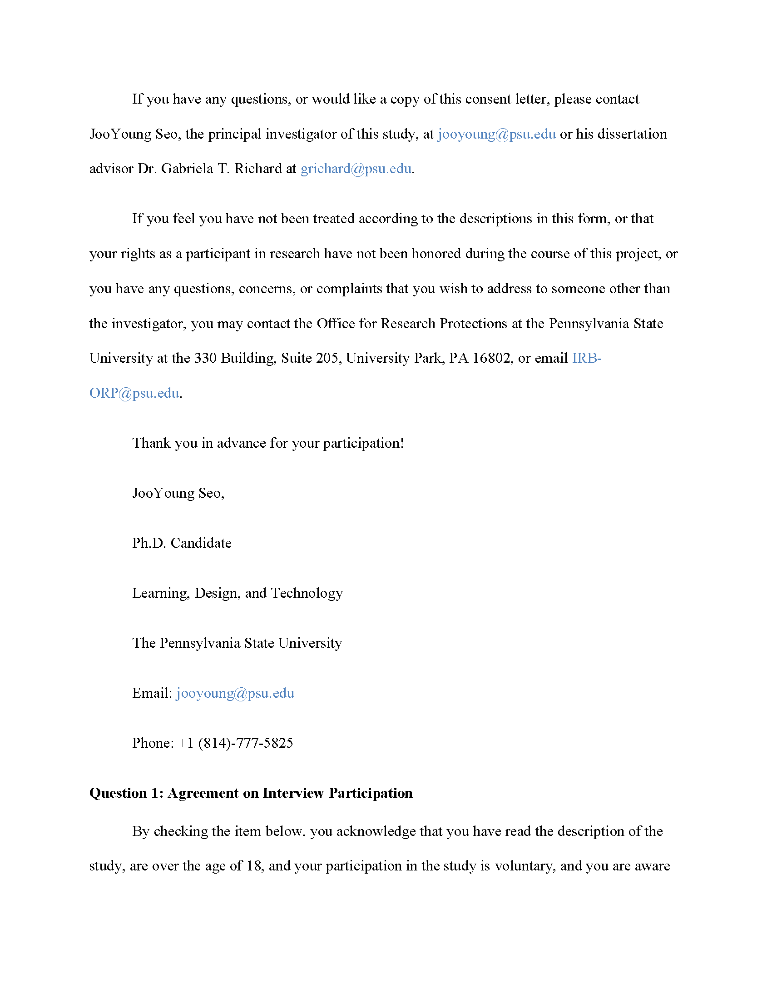 If you have any questions, or would like a copy of this consent letter, please contact
JooYoung Seo, the principal investigator of this study, at jooyoung@psu.edu or his dissertation
advisor Dr. Gabriela T. Richard at grichard@psu.edu.
If you feel you have not been treated according to the descriptions in this form, or that
your rights as a participant in research have not been honored during the course of this project, or
you have any questions, concerns, or complaints that you wish to address to someone other than
the investigator, you may contact the Office for Research Protections at the Pennsylvania State
University at the 330 Building, Suite 205, University Park, PA 16802, or email IRB-
ORP@psu.edu.
Thank you in advance for your participation!
JooYoung Seo,
Ph.D. Candidate
Learning, Design, and Technology
The Pennsylvania State University
Email: jooyoung@psu.edu
Phone: +1 (814)-777-5825
Question 1: Agreement on Interview Participation
By checking the item below, you acknowledge that you have read the description of the
study, are over the age of 18, and your participation in the study is voluntary, and you are aware